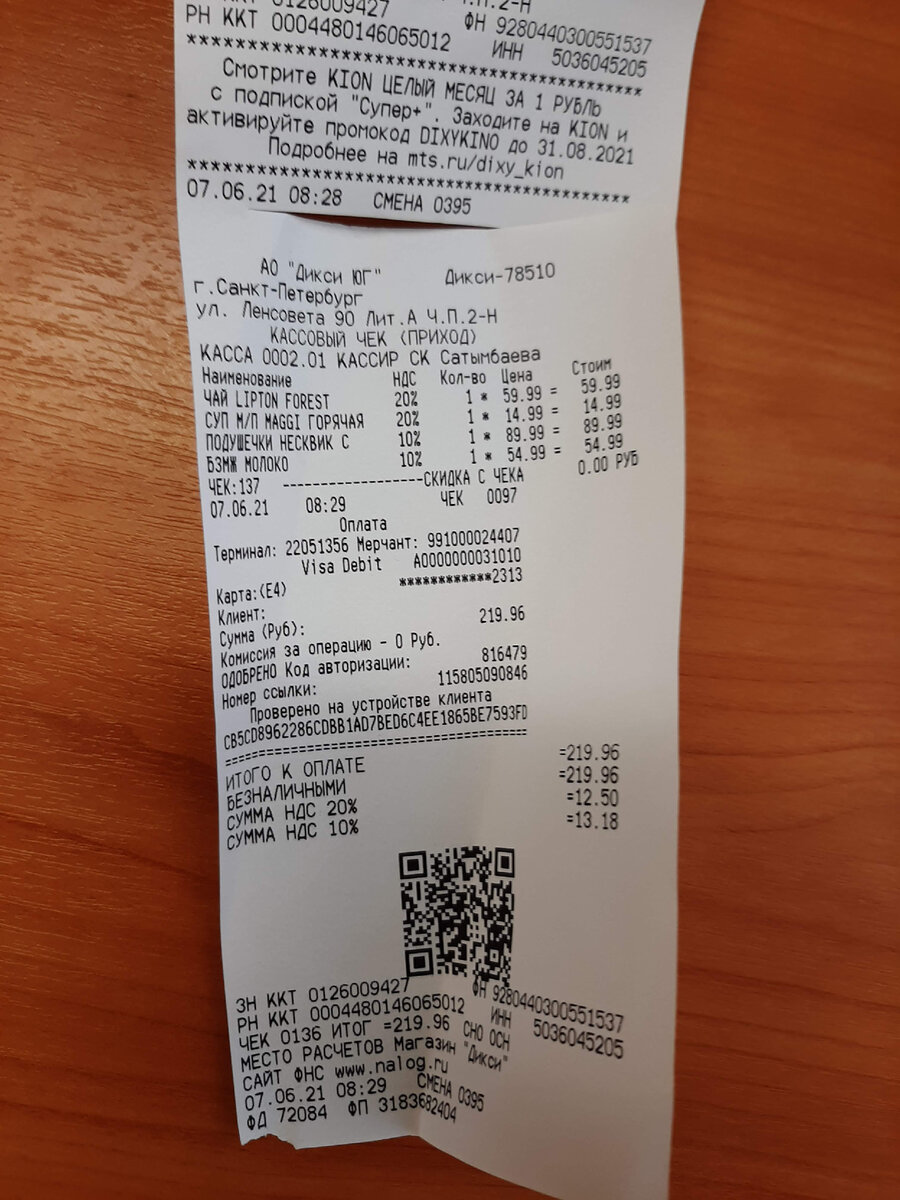 0126009427 .П.2-Н
РН ККТ 0004480146065012 ФН 9280440300551537
ИНН 5036045205
****************************************
Смотрите KION ЦЕЛЫЙ МЕСЯЦ ЗА 1 РУБЛЬ
с подпиской "Супер+". Заходите на KION и
активируйте промокод DIXYKINO до 31.08.2021
Подробнее на mts.ru/dixy_kion
****************************************
07.06.21 08:28 СМЕНА 0395
АО "Дикси ЮГ" Дикси-78510
г.Санкт-Петербург
ул. Ленсовета 90 Лит.А Ч.П.2-Н
КАССОВЫЙ ЧЕК (ПРИХОД)
КАССА 0002.01 КАССИР СК Сатымбаева
Наименование НДС Кол-во Цена Стоим
ЧАЙ LIPTON FOREST 20% 1 * 59.99 = 59.99
СУП М/П MAGGI ГОРЯЧАЯ 20% 1 * 14.99 = 14.99
ПОДУШЕЧКИ НЕСКВИК С 10% 1 * 89.99 = 89.99
БЗМЖ МОЛОКО 10% 1 * 54.99 = 54.99
ЧЕК:137 ------------------СКИДКА С ЧЕКА 0.00 РУБ
07.06.21 08:29 ЧЕК 0097
Оплата
Терминал: 22051356 Мерчант: 991000024407
Visa Debit A0000000031010
Карта:(E4) ************2313
Клиент:
Сумма (Руб): 219.96
Комиссия за операцию - 0 Руб.
ОДОБРЕНО Код авторизации: 816479
Номер ссылки: 115805090846
Проверено на устройстве клиента
CB5CD8962286CDBB1AD7BED6C4EE1865BE7593FD
========================================
ИТОГО К ОПЛАТЕ =219.96
БЕЗНАЛИЧНЫМИ =219.96
СУММА НДС 20% =12.50
СУММА НДС 10% =13.18
ЗН ККТ 0126009427 ФН 9280440300551537
РН ККТ 0004480146065012 ИНН 5036045205
ЧЕК 0136 ИТОГ =219.96 СНО ОСН
МЕСТО РАСЧЕТОВ Магазин "Дикси"
САЙТ ФНС www.nalog.ru
07.06.21 08:29 СМЕНА 0395
ФД 72084 ФП 3183682404